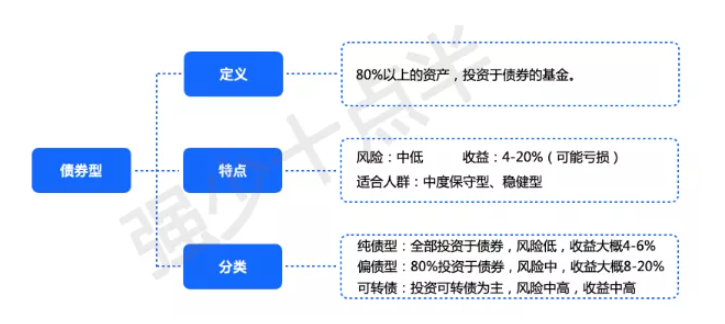 定义
80%以上的资产，投资于债券的基金。
债券型
特点
风险：中低 收益：4-20%（可能亏损）
适合人群：中度保守型、稳健型
分类
纯债型：全部投资于债券，风险低，收益大概4-6%
偏债型：80%投资于债券，风险中，收益大概8-20%
可转债：投资可转债为主，风险中高，收益中高
强少十点半